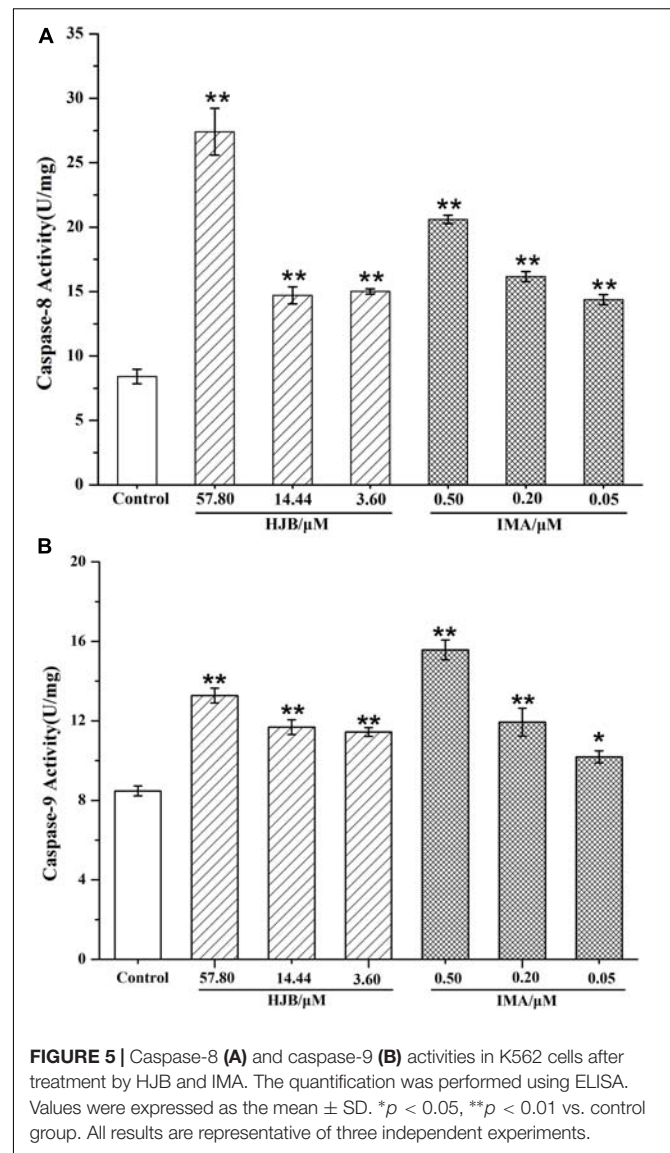 A
35
30
25
20
15
10
5
0
Caspase-8 Activity(U/mg)
**
**
**
**
**
**
Control 57.80 14.44 3.60 0.50 0.20 0.05
HJB/μM IMA/μM
B
20
16
12
8
4
0
Caspase-9 Activity(U/mg)
**
**
**
**
**
*
Control 57.80 14.44 3.60 0.50 0.20 0.05
HJB/μM IMA/μM
FIGURE 5 | Caspase-8 (A) and caspase-9 (B) activities in K562 cells after
treatment by HJB and IMA. The quantification was performed using ELISA.
Values were expressed as the mean ± SD. *p < 0.05, **p < 0.01 vs. control
group. All results are representative of three independent experiments.